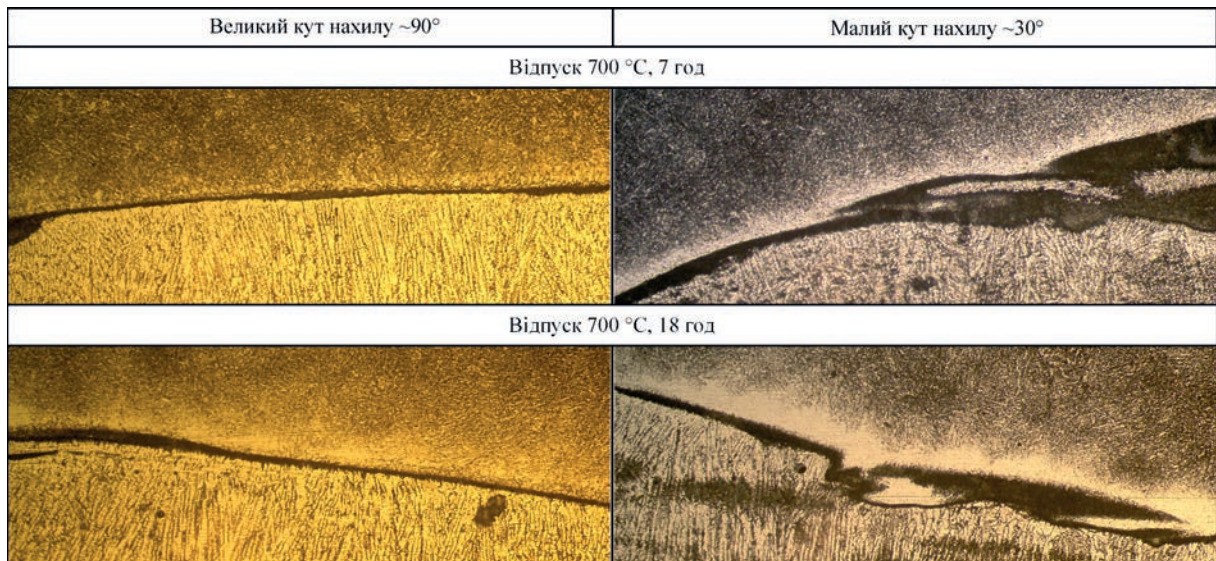 Великий кут нахилу ~90°
Малий кут нахилу ~30°
Відпуск 700 °C, 7 год
Відпуск 700 °C, 18 год